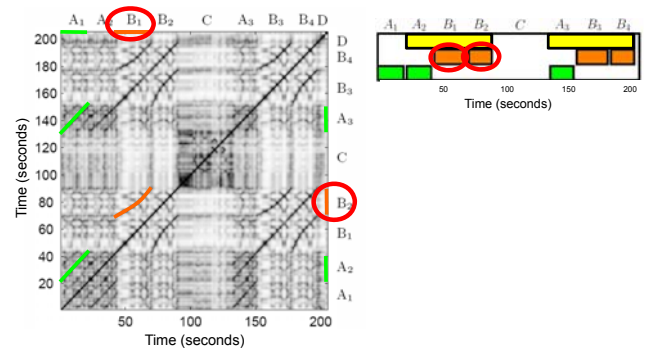 A₁ A₂ B₁ B₂ C A₃ B₃ B₄ D
200
180
160
140
120
100
80
60
40
20
Time (seconds)
50 100 150 200
Time (seconds)
D
B₄
B₃
A₃
C
B₂
B₁
A₂
A₁
A₁ A₂ B₁ B₂ C A₃ B₃ B₄
50 100 150 200
Time (seconds)